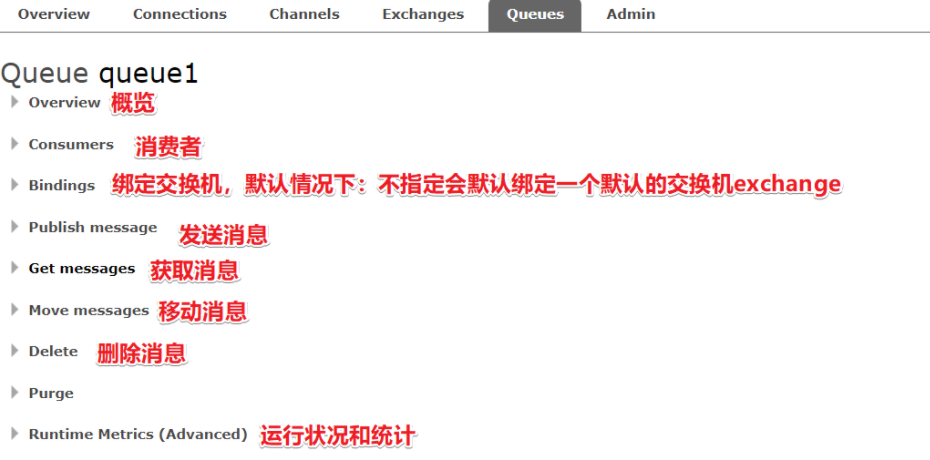 Overview Connections Channels Exchanges Queues Admin
Queue queue1
Overview 概览
Consumers 消费者
Bindings 绑定交换机，默认情况下：不指定会默认绑定一个默认的交换机exchange
Publish message 发送消息
Get messages 获取消息
Move messages 移动消息
Delete 删除消息
Purge
Runtime Metrics (Advanced) 运行状况和统计